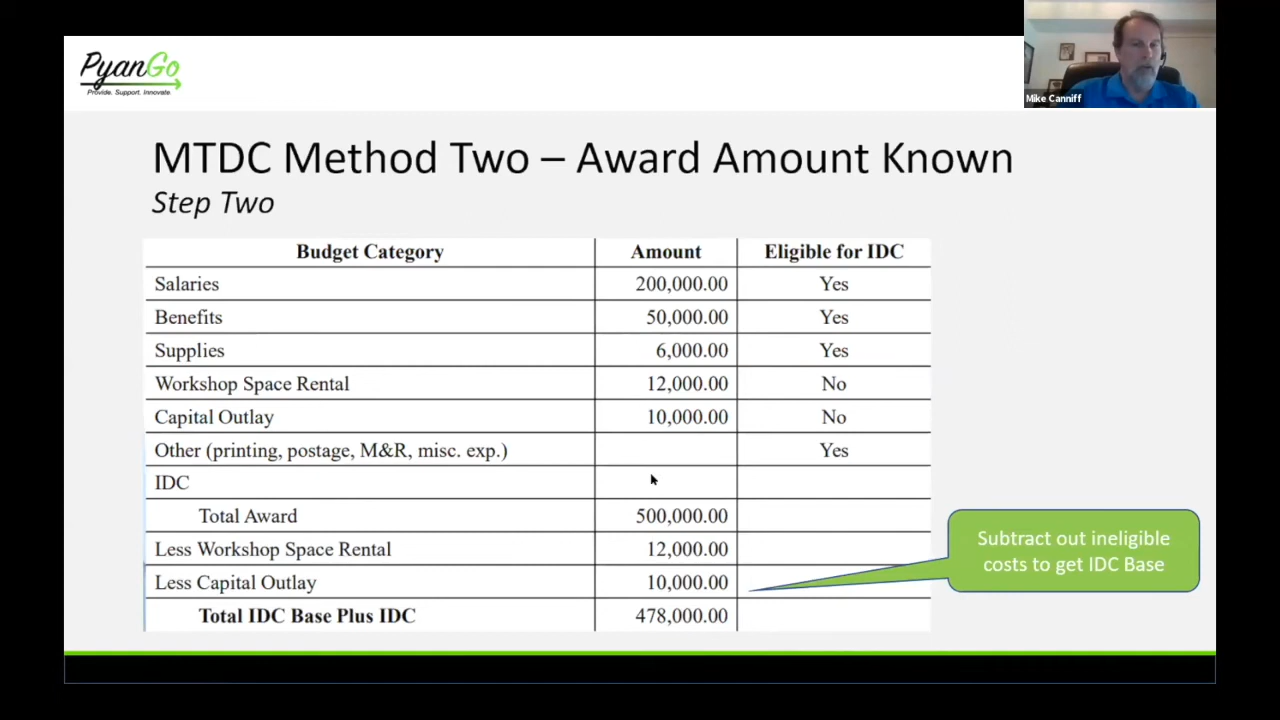 PyanGo
Provide. Support. Innovate.
Mike Canniff
MTDC Method Two – Award Amount Known
Step Two
Budget Category Amount Eligible for IDC
Salaries 200,000.00 Yes
Benefits 50,000.00 Yes
Supplies 6,000.00 Yes
Workshop Space Rental 12,000.00 No
Capital Outlay 10,000.00 No
Other (printing, postage, M&R, misc. exp.) Yes
IDC
Total Award 500,000.00
Less Workshop Space Rental 12,000.00
Less Capital Outlay 10,000.00
Total IDC Base Plus IDC 478,000.00
Subtract out ineligible
costs to get IDC Base